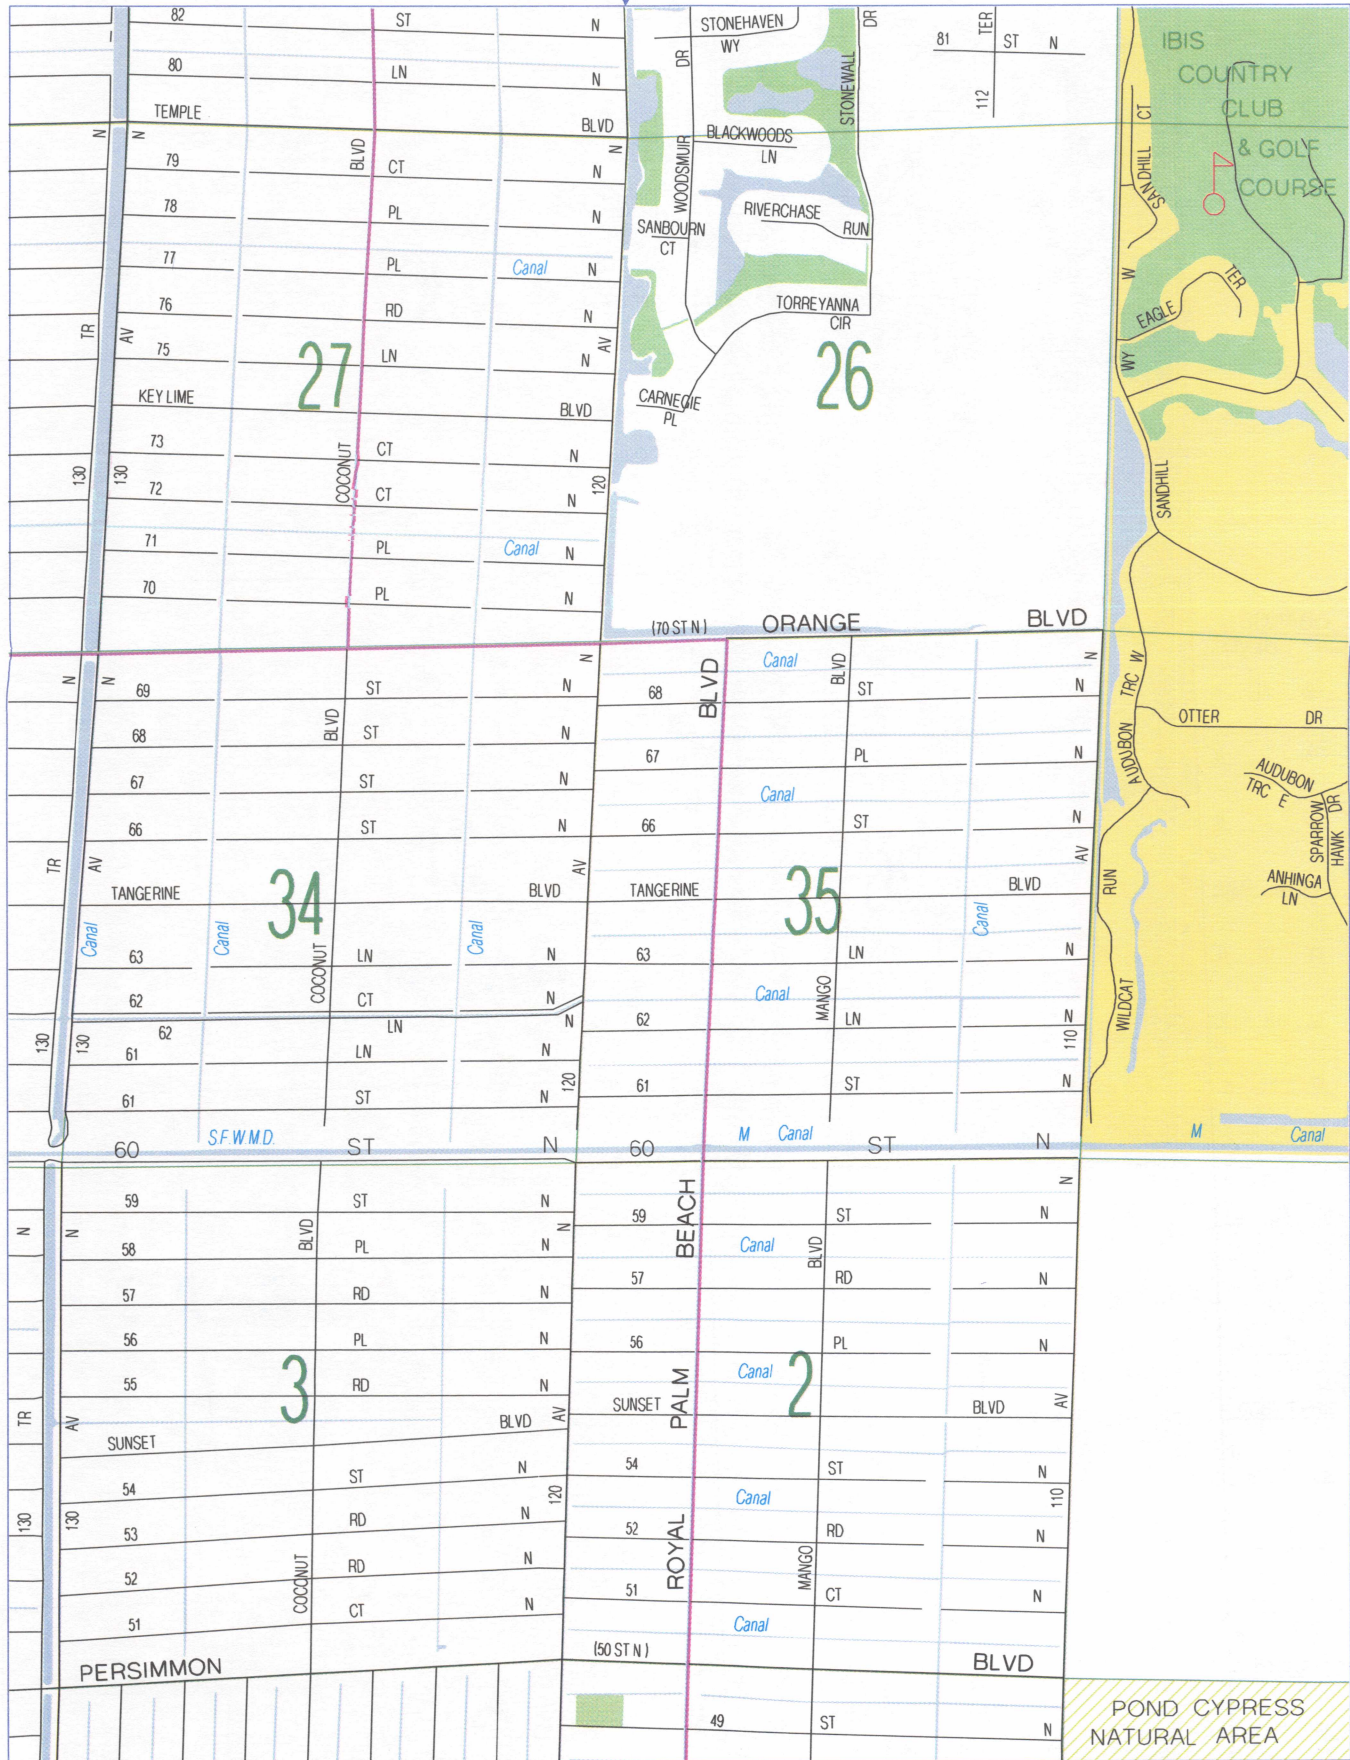 82 ST N
STONEHAVEN
WY
DR
DR
81 ST N
TER
112
IBIS
COUNTRY
CLUB
& GOLF
COURSE
80 LN N
STONEWALL
TEMPLE BLVD
N
N
N
BLVD
79 CT N
BLACKWOODS
LN
WOODSMUIR
SANDHILL CT
78 PL N
SANBOURN
CT
RIVERCHASE RUN
77 PL Canal N
W
EAGLE TER
76 RD N
TORREYANNA
CIR
TR
AV
AV
75 LN N
27
26
WY
KEY LIME BLVD
CARNEGIE
PL
73 CT N
COCONUT
130
130
120
72 CT N
SANDHILL
71 PL Canal N
70 PL N
(70 ST N) ORANGE BLVD
N
N
N
N
BLVD
BLVD
BLVD
Canal
69 ST N
68 ST N
AUDUBON TRC W
OTTER DR
68 ST N
67 PL N
67 ST N
Canal
AUDUBON
TRC E
SPARROW
HAWK DR
66 ST N
66 ST N
TR
AV
AV
AV
TANGERINE BLVD
TANGERINE BLVD
34
35
RUN
ANHINGA
LN
Canal
Canal
Canal
Canal
63 LN N
63 LN N
COCONUT
MANGO
62 CT N
Canal
62 LN N
62 LN N
WILDCAT
130
130
120
110
61 LN N
61 ST N
61 ST N
S.F.W.M.D.
M Canal
M Canal
60 ST N
60 ST N
59 ST N
59 ST N
N
N
N
N
BLVD
BLVD
58 PL N
Canal
57 RD N
57 RD N
56 PL N
56 PL N
3
2
Canal
55 RD N
SUNSET BLVD
SUNSET BLVD
TR
AV
AV
AV
ROYAL PALM BEACH
54 ST N
54 ST N
Canal
130
130
120
110
53 RD N
52 RD N
52 RD N
COCONUT
MANGO
51 CT N
51 CT N
Canal
(50 ST N)
PERSIMMON BLVD
49 ST N
POND CYPRESS
NATURAL AREA